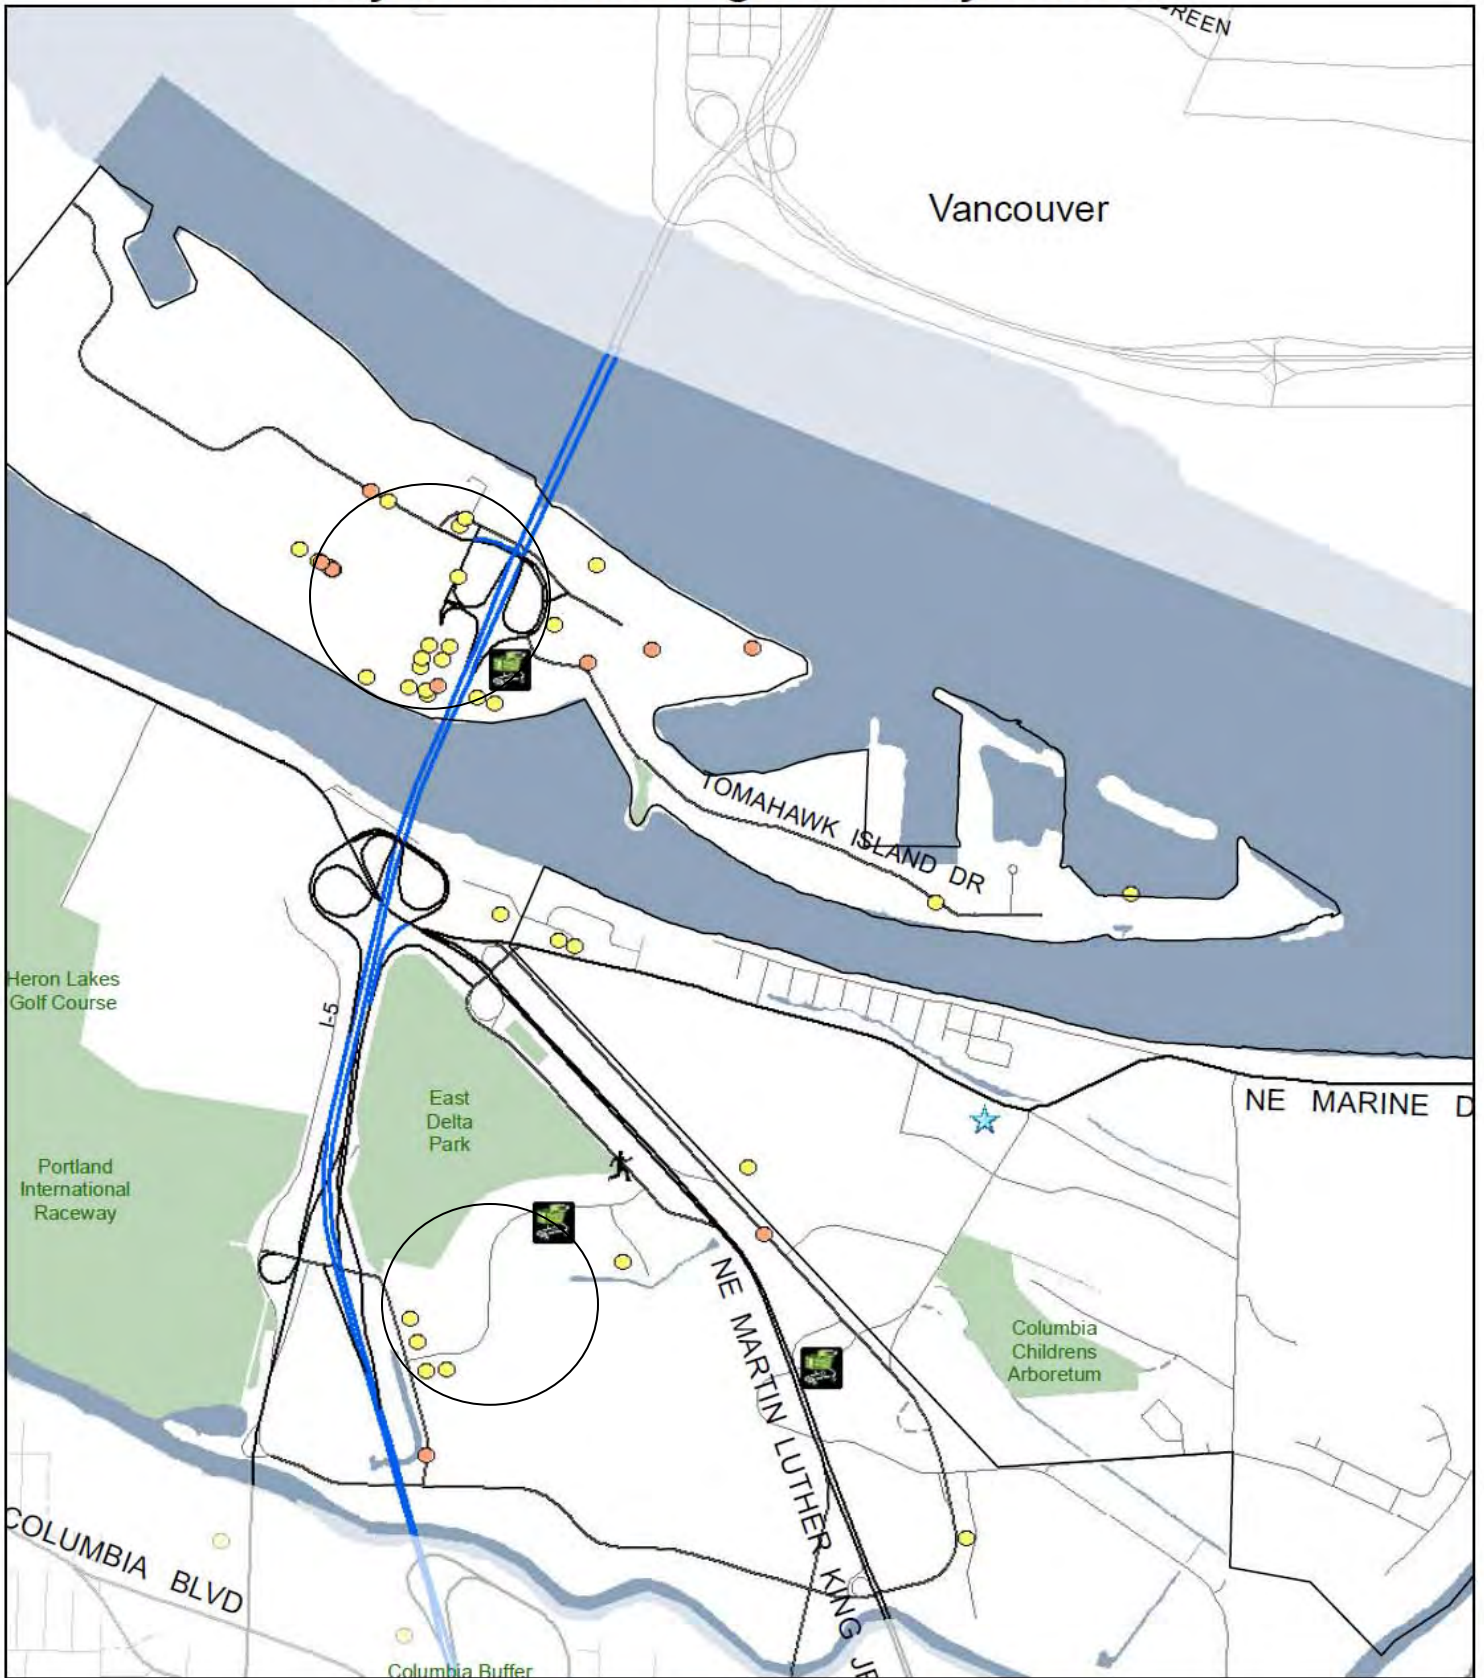 Vancouver
TOMAHAWK ISLAND DR
Heron Lakes
Golf Course
I-5
East
Delta
Park
NE MARINE D
Portland
International
Raceway
NE MARTIN LUTHER KING JR
Columbia
Childrens
Arboretum
COLUMBIA BLVD
Columbia Buffer